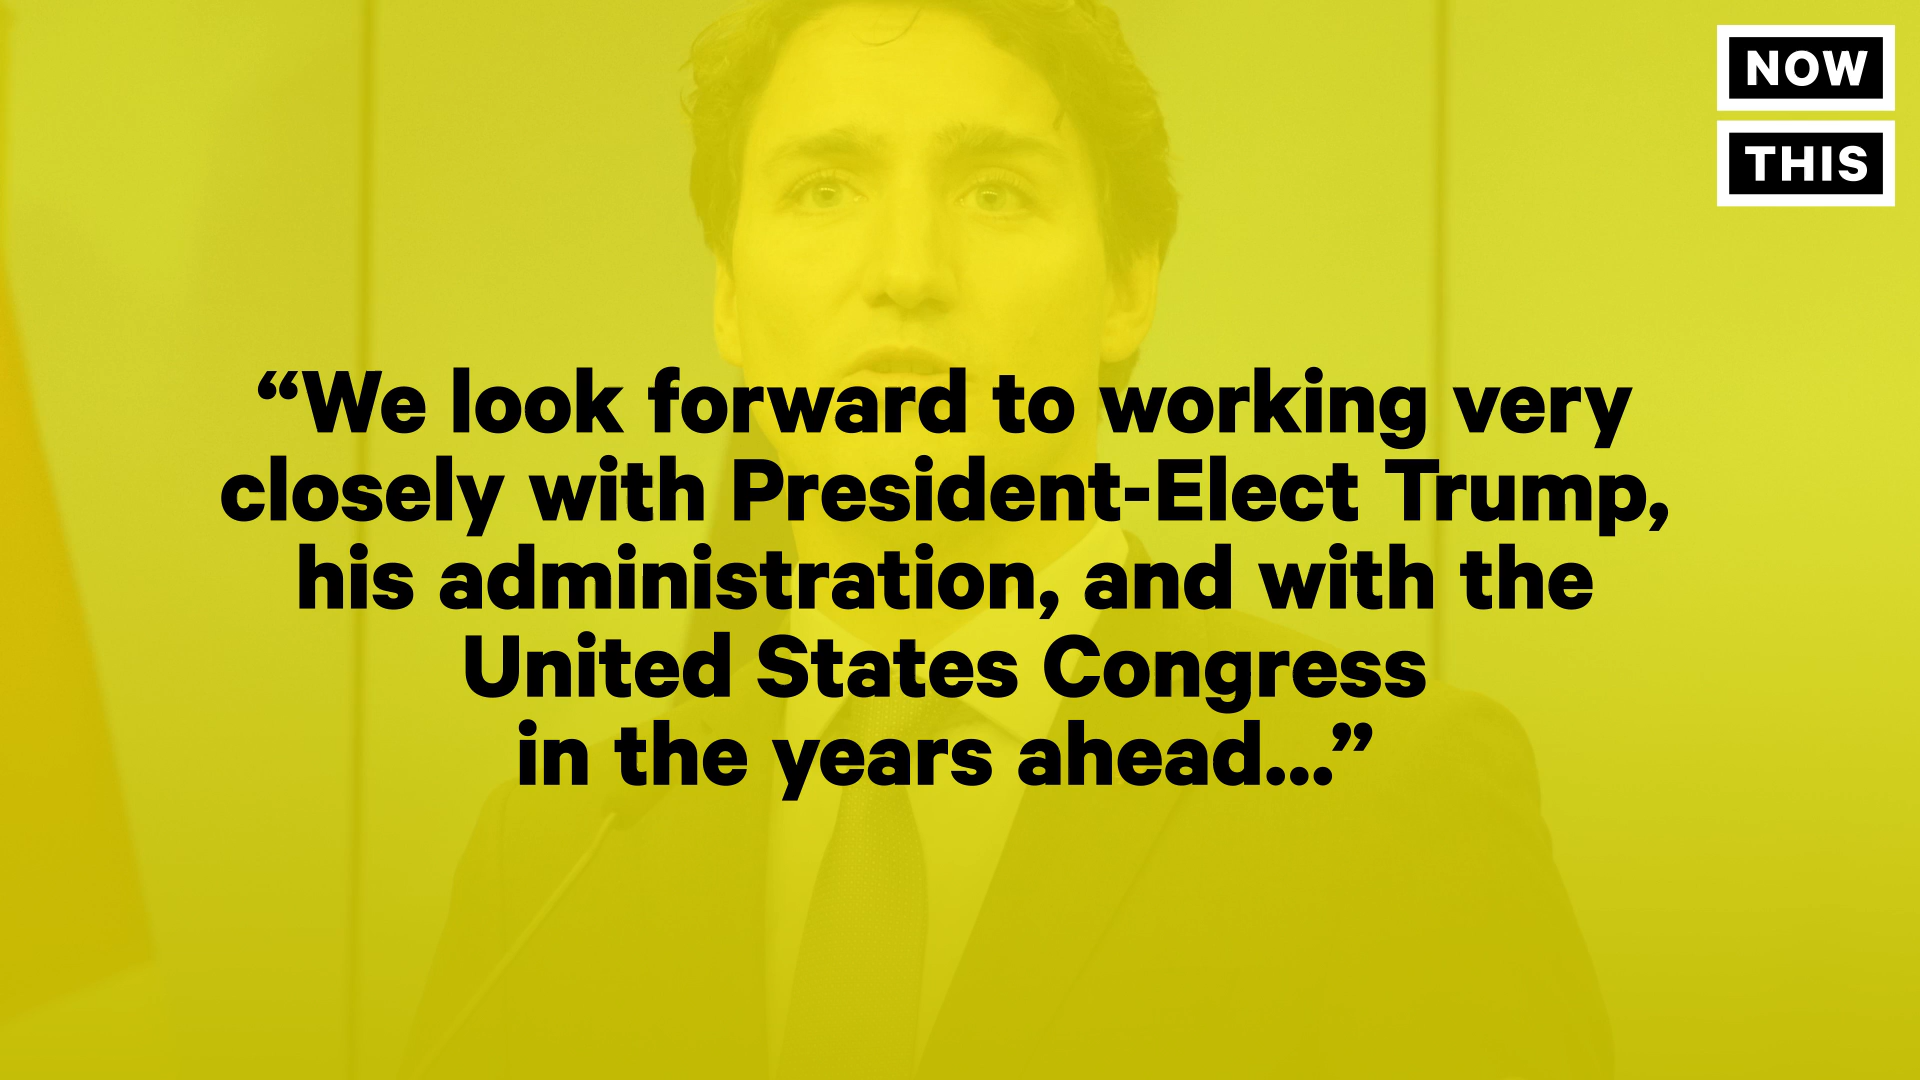 NOW
THIS
“We look forward to working very
closely with President-Elect Trump,
his administration, and with the
United States Congress
in the years ahead...”